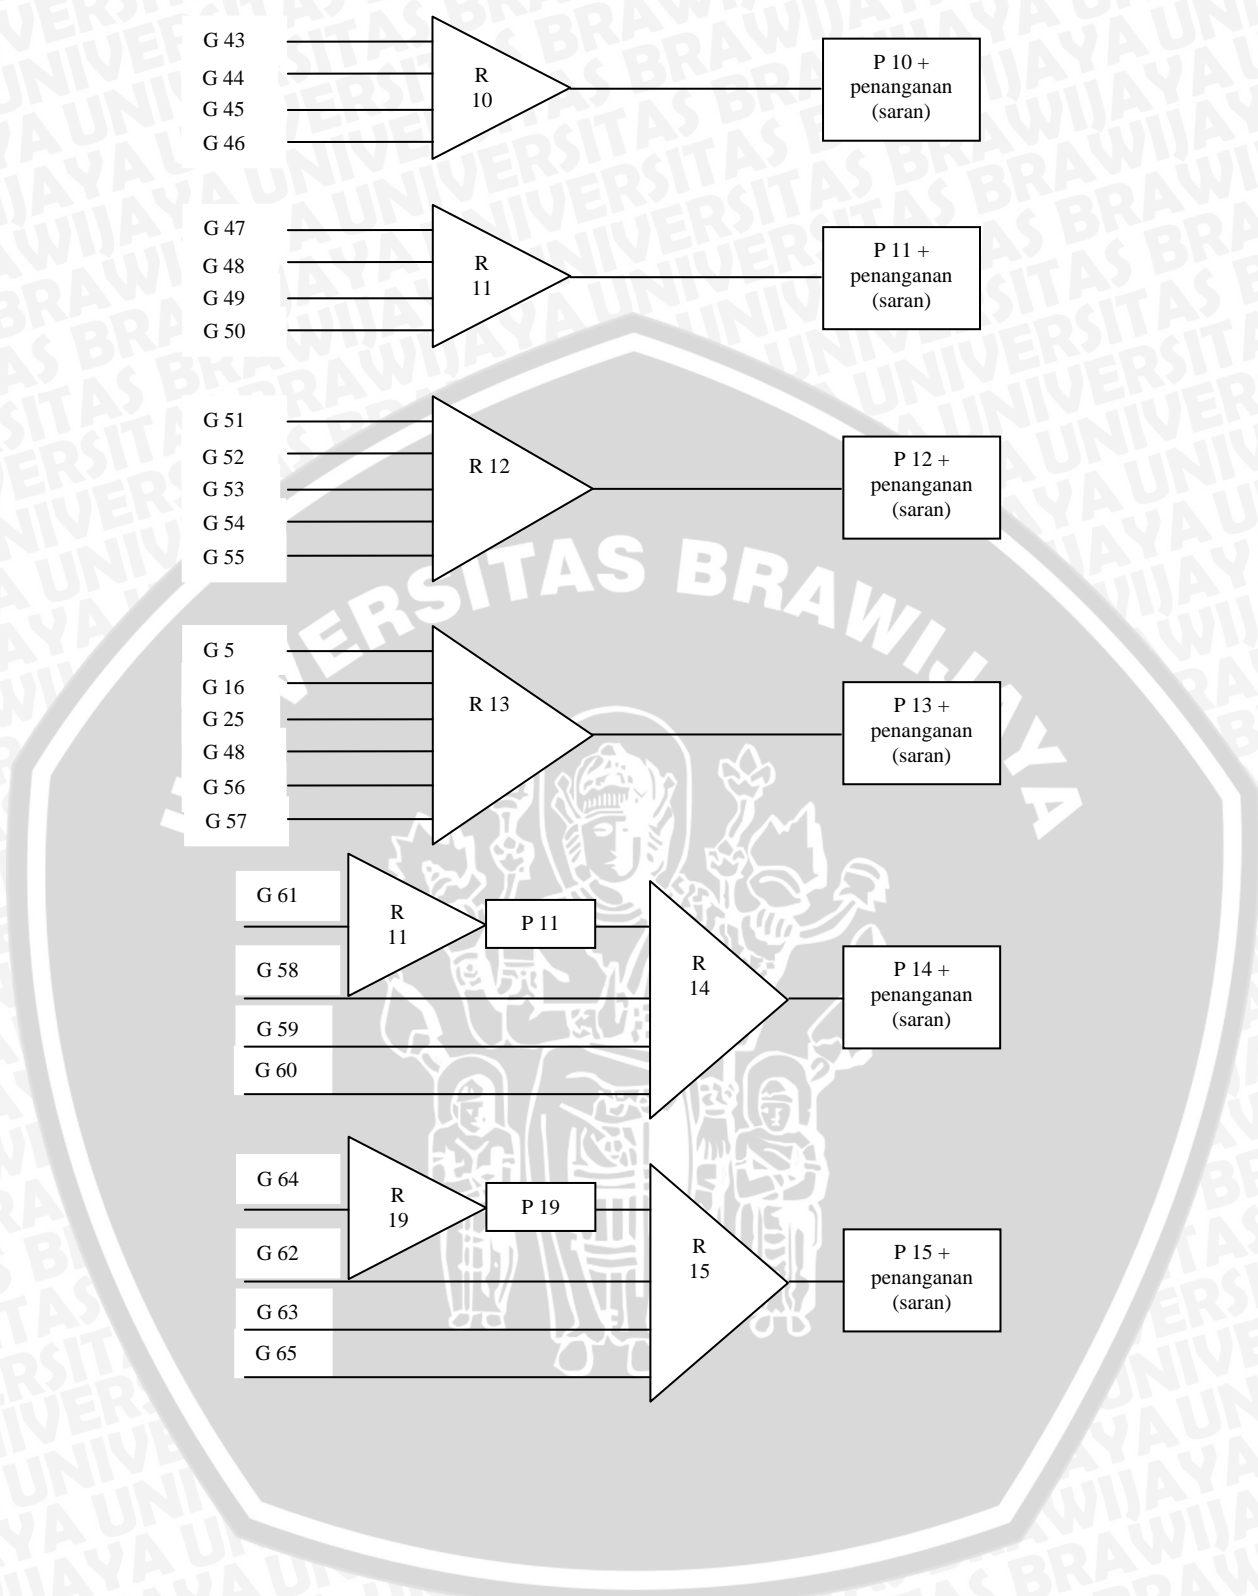 G 43
G 44
G 45
G 46
R
10
P 10 +
penanganan
(saran)
G 47
G 48
G 49
G 50
R
11
P 11 +
penanganan
(saran)
G 51
G 52
G 53
G 54
G 55
R 12
P 12 +
penanganan
(saran)
G 5
G 16
G 25
G 48
G 56
G 57
R 13
P 13 +
penanganan
(saran)
G 61
R
11
P 11
G 58
G 59
G 60
R
14
P 14 +
penanganan
(saran)
G 64
R
19
P 19
G 62
G 63
G 65
R
15
P 15 +
penanganan
(saran)